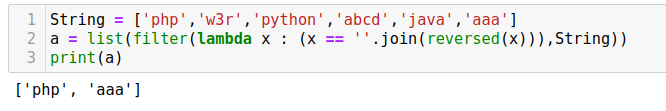 1 String = ['php','w3r','python','abcd','java','aaa']
2 a = list(filter(lambda x : (x == ''.join(reversed(x))),String))
3 print(a)
['php', 'aaa']